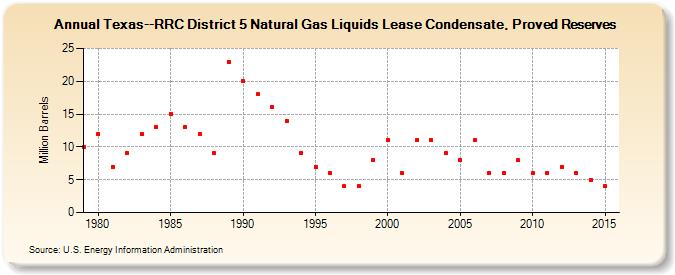 Annual Texas--RRC District 5 Natural Gas Liquids Lease Condensate, Proved Reserves
Million Barrels
25
20
15
10
5
0
1980 1985 1990 1995 2000 2005 2010 2015
Source: U.S. Energy Information Administration